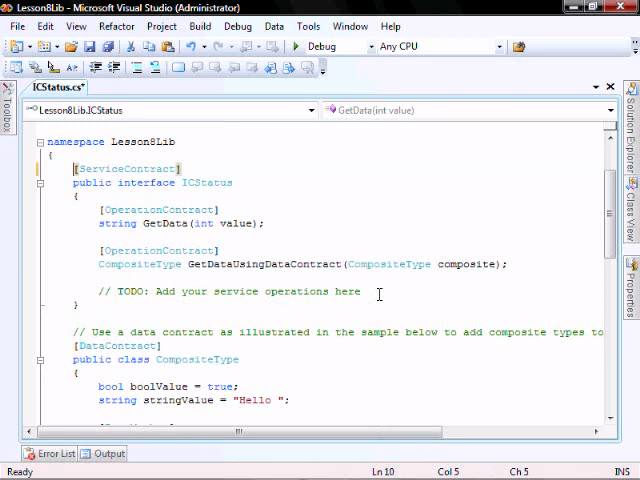 Lesson8Lib - Microsoft Visual Studio (Administrator)
File Edit View Refactor Project Build Debug Data Tools Test Window Help
Debug Any CPU
ICStatus.cs*
Lesson8Lib.ICStatus GetData(int value)
namespace Lesson8Lib
{
[ServiceContract]
public interface ICStatus
{
[OperationContract]
string GetData(int value);
[OperationContract]
CompositeType GetDataUsingDataContract(CompositeType composite);
// TODO: Add your service operations here
}
// Use a data contract as illustrated in the sample below to add composite types to
[DataContract]
public class CompositeType
{
bool boolValue = true;
string stringValue = "Hello ";
Toolbox
Solution Explorer
Class View
Properties
Error List Output
Ready Ln 10 Col 5 Ch 5 INS